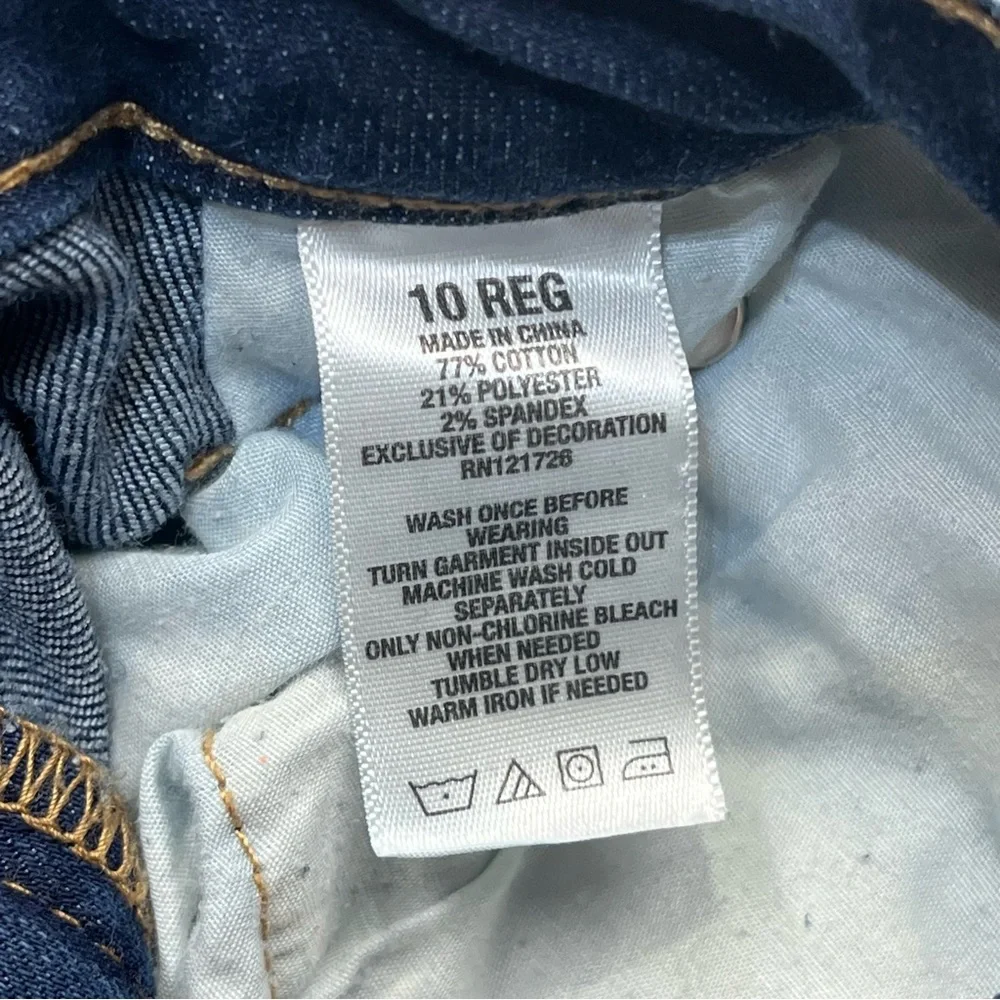 10 REG
MADE IN CHINA
77% COTTON
21% POLYESTER
2% SPANDEX
EXCLUSIVE OF DECORATION
RN121726
WASH ONCE BEFORE
WEARING
TURN GARMENT INSIDE OUT
MACHINE WASH COLD
SEPARATELY
ONLY NON-CHLORINE BLEACH
WHEN NEEDED
TUMBLE DRY LOW
WARM IRON IF NEEDED